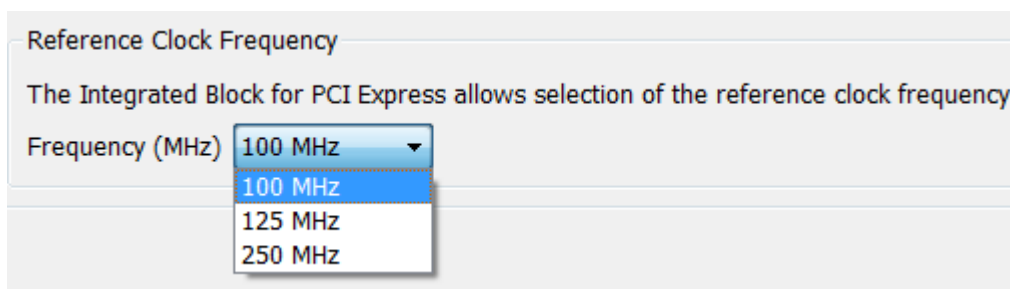 Reference Clock Frequency
The Integrated Block for PCI Express allows selection of the reference clock frequency
Frequency (MHz) 100 MHz
100 MHz
125 MHz
250 MHz